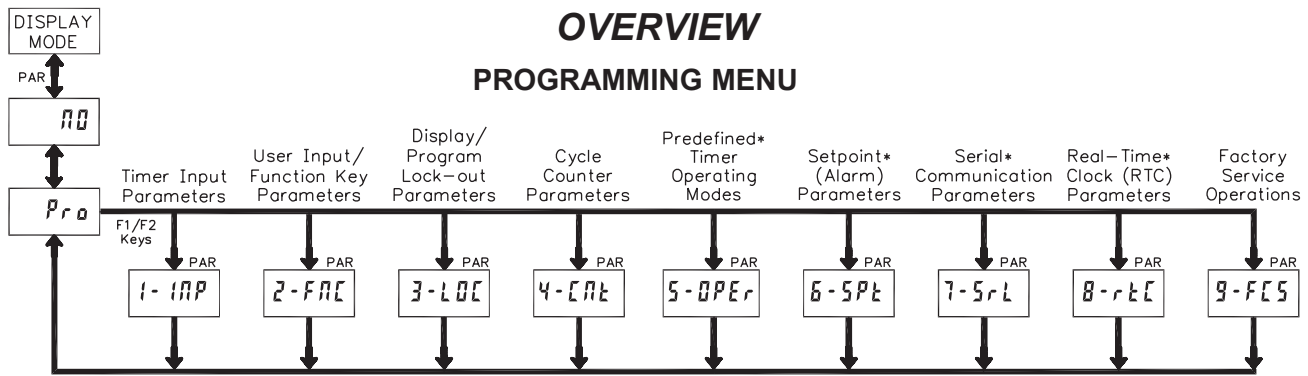 OVERVIEW
PROGRAMMING MENU
DISPLAY
MODE
PAR
NO
Pro
F1/F2
Keys
Timer Input
Parameters
User Input/
Function Key
Parameters
Display/
Program
Lock-out
Parameters
Cycle
Counter
Parameters
Predefined*
Timer
Operating
Modes
Setpoint*
(Alarm)
Parameters
Serial*
Communication
Parameters
Real-Time*
Clock (RTC)
Parameters
Factory
Service
Operations
PAR
PAR
PAR
PAR
PAR
PAR
PAR
PAR
PAR
1-INP
2-FNC
3-LOC
4-CNt
5-OPEr
6-SPt
7-SrL
8-rtC
9-FCS